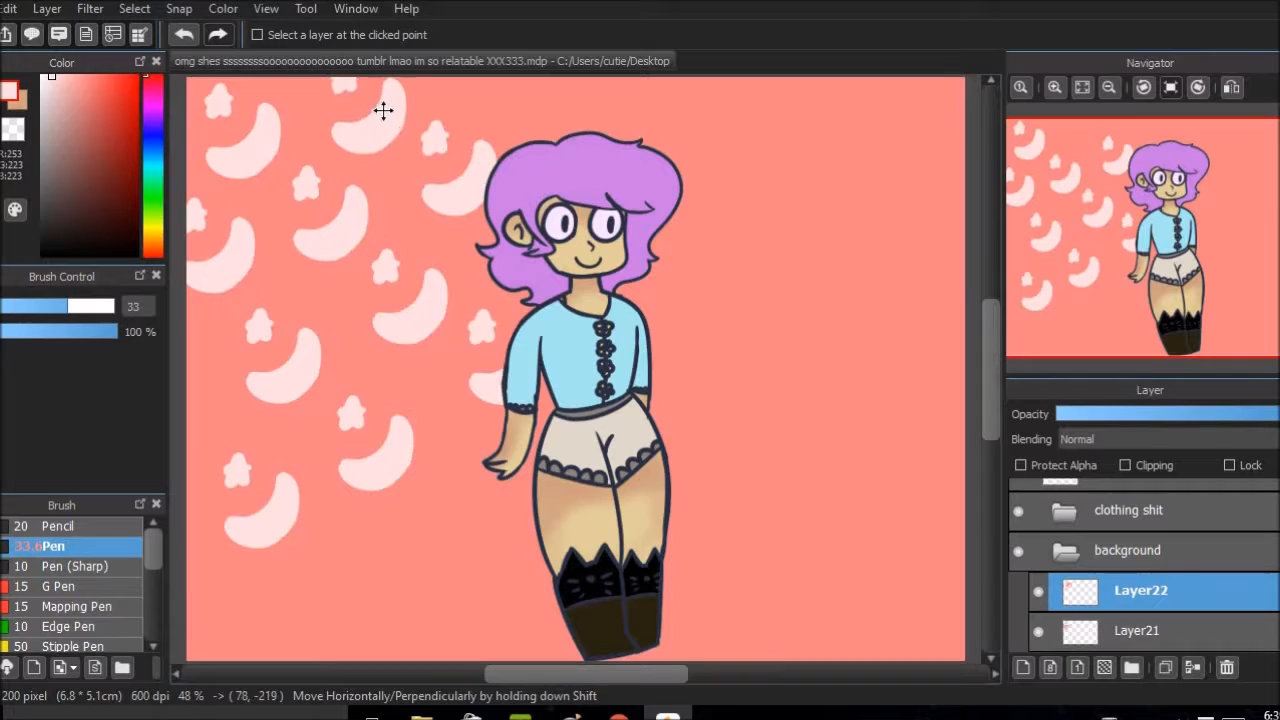 Edit Layer Filter Select Snap Color View Tool Window Help
Select a layer at the clicked point
Color
omg shes sssssssoooooooooooooo tumblr lmao im so relatable XXX333.mdp - C:/Users/cutie/Desktop
Navigator
R:253
G:223
B:223
Brush Control
33
100 %
Layer
Opacity
Blending Normal
Protect Alpha Clipping Lock
clothing shit
background
Layer22
Layer21
Brush
20 Pencil
33.6 Pen
10 Pen (Sharp)
15 G Pen
15 Mapping Pen
10 Edge Pen
50 Stipple Pen
200 pixel (6.8 * 5.1cm) 600 dpi 48 % -> ( 78, -219 ) Move Horizontally/Perpendicularly by holding down Shift